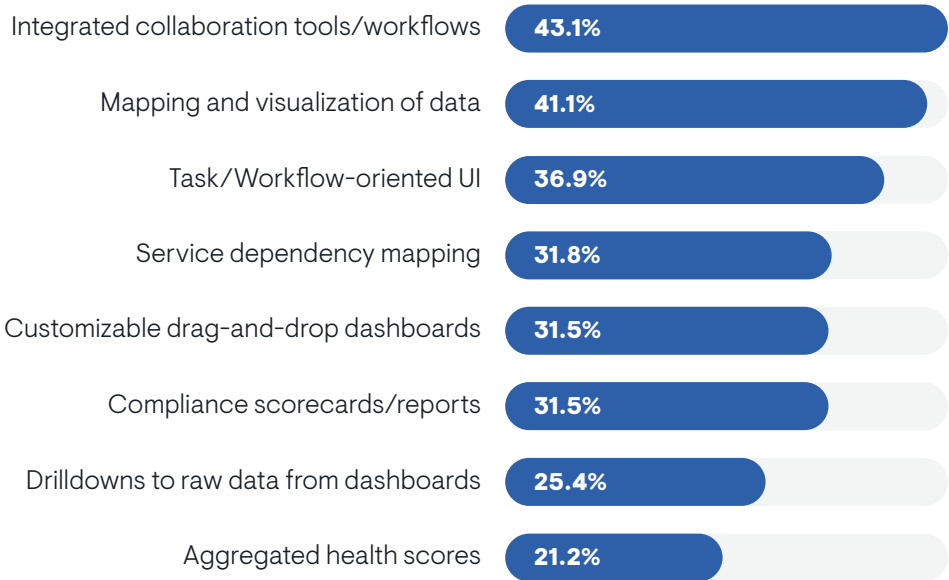 Integrated collaboration tools/workflows 43.1%
Mapping and visualization of data 41.1%
Task/Workflow-oriented UI 36.9%
Service dependency mapping 31.8%
Customizable drag-and-drop dashboards 31.5%
Compliance scorecards/reports 31.5%
Drilldowns to raw data from dashboards 25.4%
Aggregated health scores 21.2%